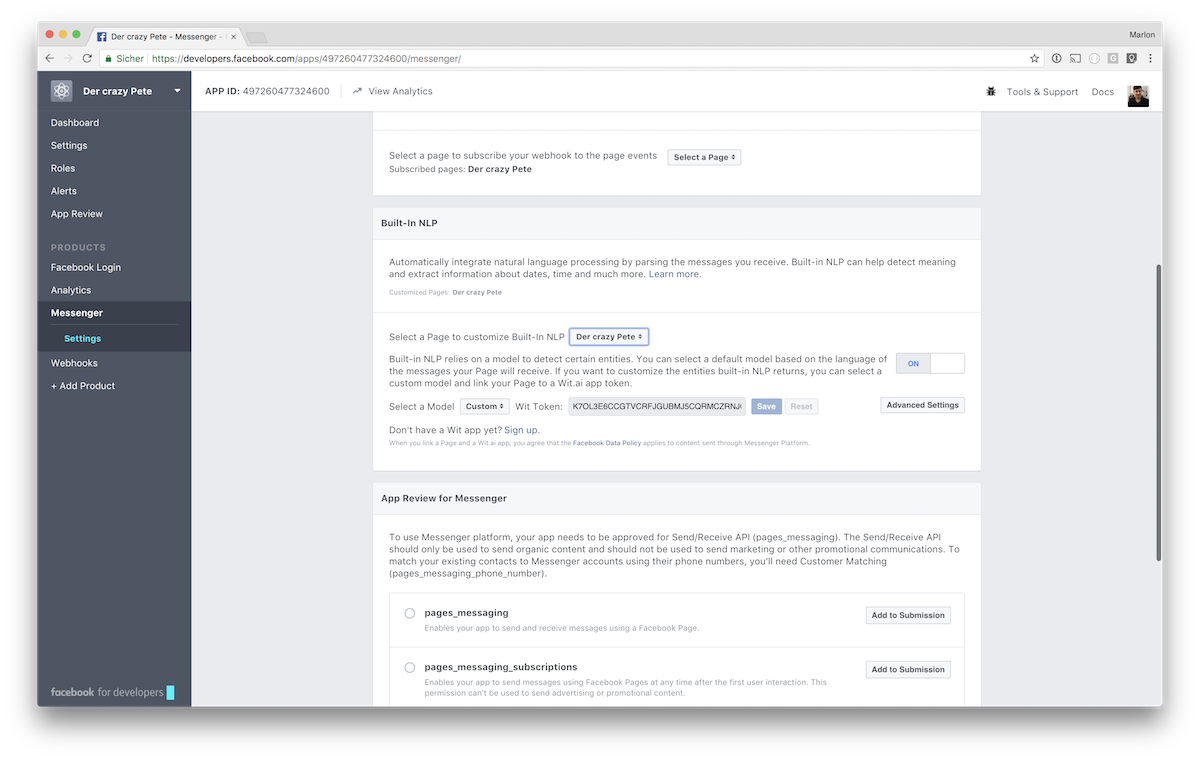 Der crazy Pete - Messenger -
Marlon
Sicher https://developers.facebook.com/apps/497260477324600/messenger/
Der crazy Pete
APP ID: 497260477324600 View Analytics Tools & Support Docs
Dashboard
Settings
Roles
Alerts
App Review
PRODUCTS
Facebook Login
Analytics
Messenger
Settings
Webhooks
+ Add Product
facebook for developers
Select a page to subscribe your webhook to the page events Select a Page
Subscribed pages: Der crazy Pete
Built-In NLP
Automatically integrate natural language processing by parsing the messages you receive. Built-in NLP can help detect meaning
and extract information about dates, time and much more. Learn more.
Customized Pages: Der crazy Pete
Select a Page to customize Built-In NLP Der crazy Pete
Built-in NLP relies on a model to detect certain entities. You can select a default model based on the language of
the messages your Page will receive. If you want to customize the entities built-in NLP returns, you can select a
custom model and link your Page to a Wit.ai app token.
ON
Select a Model Custom Wit Token: K7OL3E6CCGTVCRFJGUBMJ5CQRMCZRNJ Save Reset Advanced Settings
Don't have a Wit app yet? Sign up.
When you link a Page and a Wit.ai app, you agree that the Facebook Data Policy applies to content sent through Messenger Platform.
App Review for Messenger
To use Messenger platform, your app needs to be approved for Send/Receive API (pages_messaging). The Send/Receive API
should only be used to send organic content and should not be used to send marketing or other promotional communications. To
match your existing contacts to Messenger accounts using their phone numbers, you'll need Customer Matching
(pages_messaging_phone_number).
pages_messaging
Enables your app to send and receive messages using a Facebook Page.
Add to Submission
pages_messaging_subscriptions
Enables your app to send messages using Facebook Pages at any time after the first user interaction. This
permission can't be used to send advertising or promotional content.
Add to Submission